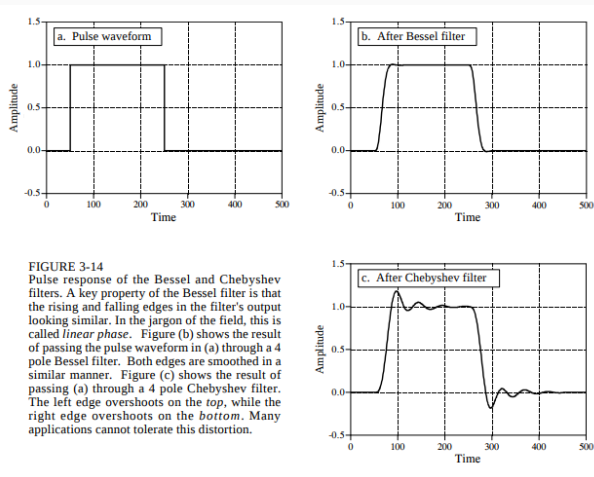 a. Pulse waveform
1.5
1.0
0.5
0.0
-0.5
Amplitude
0 100 200 300 400 500
Time
b. After Bessel filter
1.5
1.0
0.5
0.0
-0.5
Amplitude
0 100 200 300 400 500
Time
FIGURE 3-14
Pulse response of the Bessel and Chebyshev
filters. A key property of the Bessel filter is that
the rising and falling edges in the filter's output
looking similar. In the jargon of the field, this is
called linear phase. Figure (b) shows the result
of passing the pulse waveform in (a) through a 4
pole Bessel filter. Both edges are smoothed in a
similar manner. Figure (c) shows the result of
passing (a) through a 4 pole Chebyshev filter.
The left edge overshoots on the top, while the
right edge overshoots on the bottom. Many
applications cannot tolerate this distortion.
c. After Chebyshev filter
1.5
1.0
0.5
0.0
-0.5
Amplitude
0 100 200 300 400 500
Time